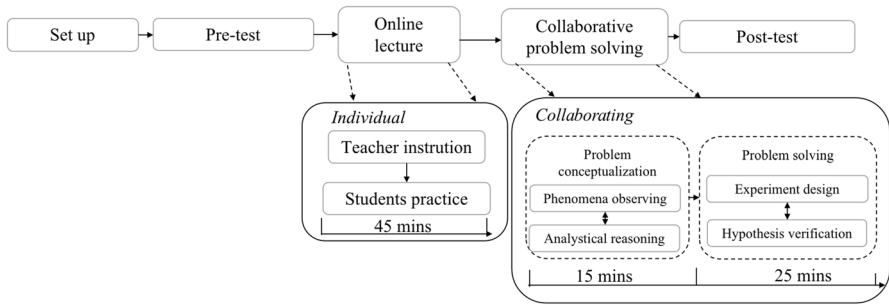 Set up
Pre-test
Online
lecture
Collaborative
problem solving
Post-test
Individual
Teacher instrution
Students practice
45 mins
Collaborating
Problem
conceptualization
Phenomena observing
Analystical reasoning
15 mins
Problem solving
Experiment design
Hypothesis verification
25 mins